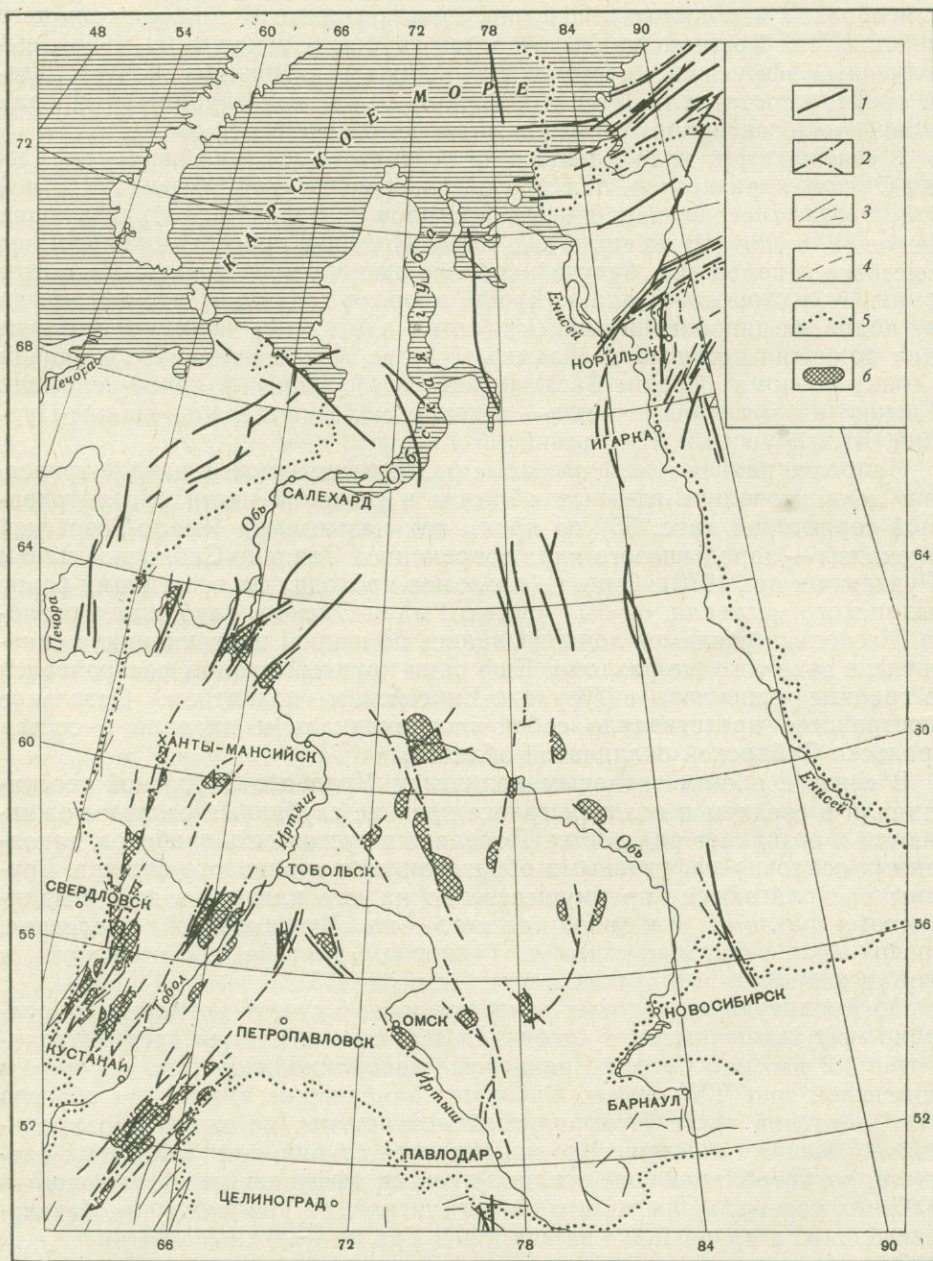 48 54 60 66 72 78 84 90
КАРСКОЕ МОРЕ
1
72
2
3
4
Обская губа
5
Енисей
68
6
Печора
НОРИЛЬСК
ИГАРКА
САЛЕХАРД
Обь
64
64
Печора
60
60
ХАНТЫ-МАНСИЙСК
Енисей
Иртыш
Обь
ТОБОЛЬСК
СВЕРДЛОВСК
56
56
Тобол
НОВОСИБИРСК
ОМСК
ПЕТРОПАВЛОВСК
КУСТАНАЙ
Иртыш
БАРНАУЛ
52
52
ПАВЛОДАР
ЦЕЛИНОГРАД
66 72 78 84 90